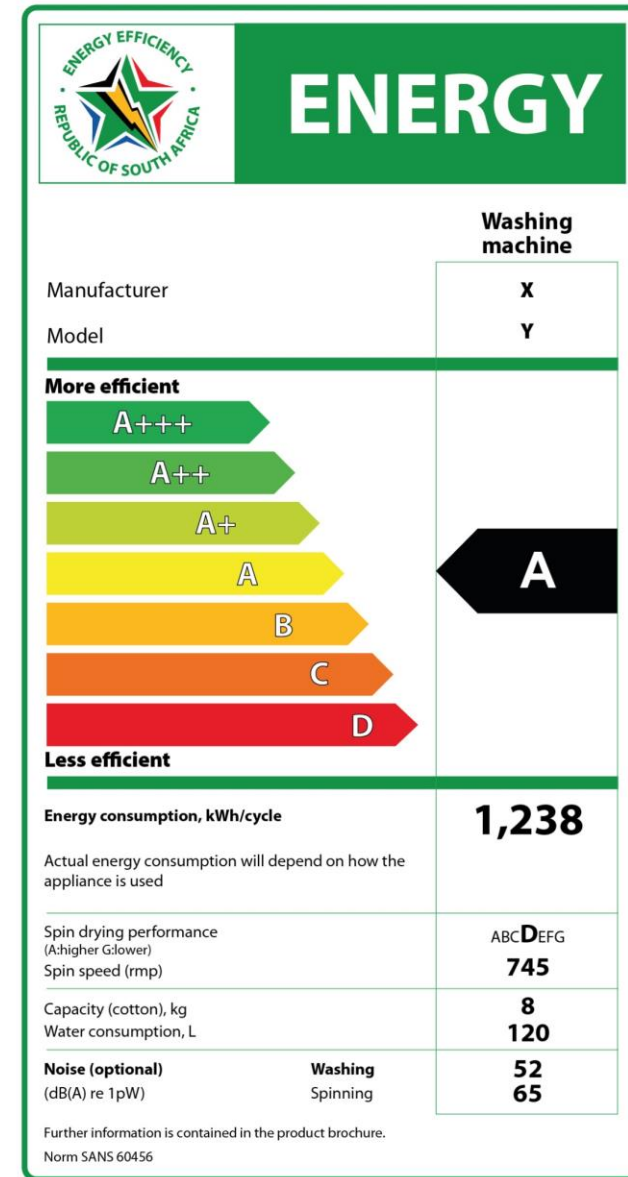 ENERGY EFFICIENCY
REPUBLIC OF SOUTH AFRICA
ENERGY
Washing
machine
Manufacturer X
Model Y
More efficient
A+++
A++
A+
A A
B
C
D
Less efficient
Energy consumption, kWh/cycle 1,238
Actual energy consumption will depend on how the
appliance is used
Spin drying performance ABCDEFG
(A:higher G:lower)
Spin speed (rmp) 745
Capacity (cotton), kg 8
Water consumption, L 120
Noise (optional) Washing 52
(dB(A) re 1pW) Spinning 65
Further information is contained in the product brochure.
Norm SANS 60456